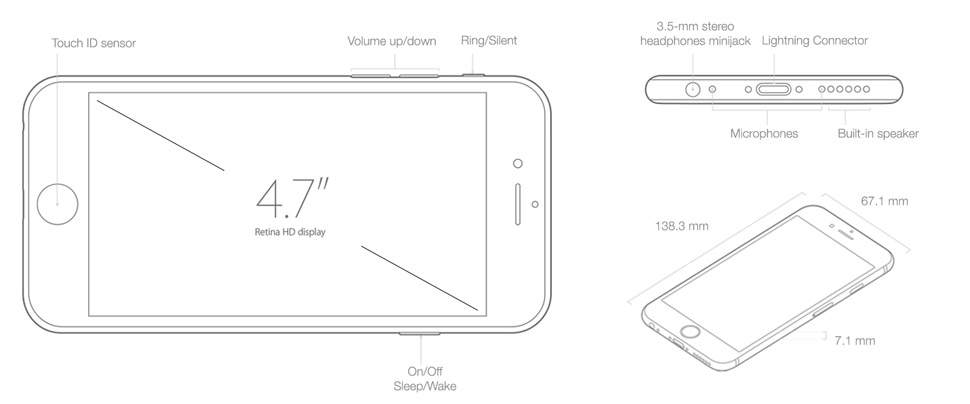 Touch ID sensor
Volume up/down
Ring/Silent
4.7″
Retina HD display
On/Off
Sleep/Wake
3.5-mm stereo
headphones minijack
Lightning Connector
Microphones
Built-in speaker
138.3 mm
67.1 mm
7.1 mm